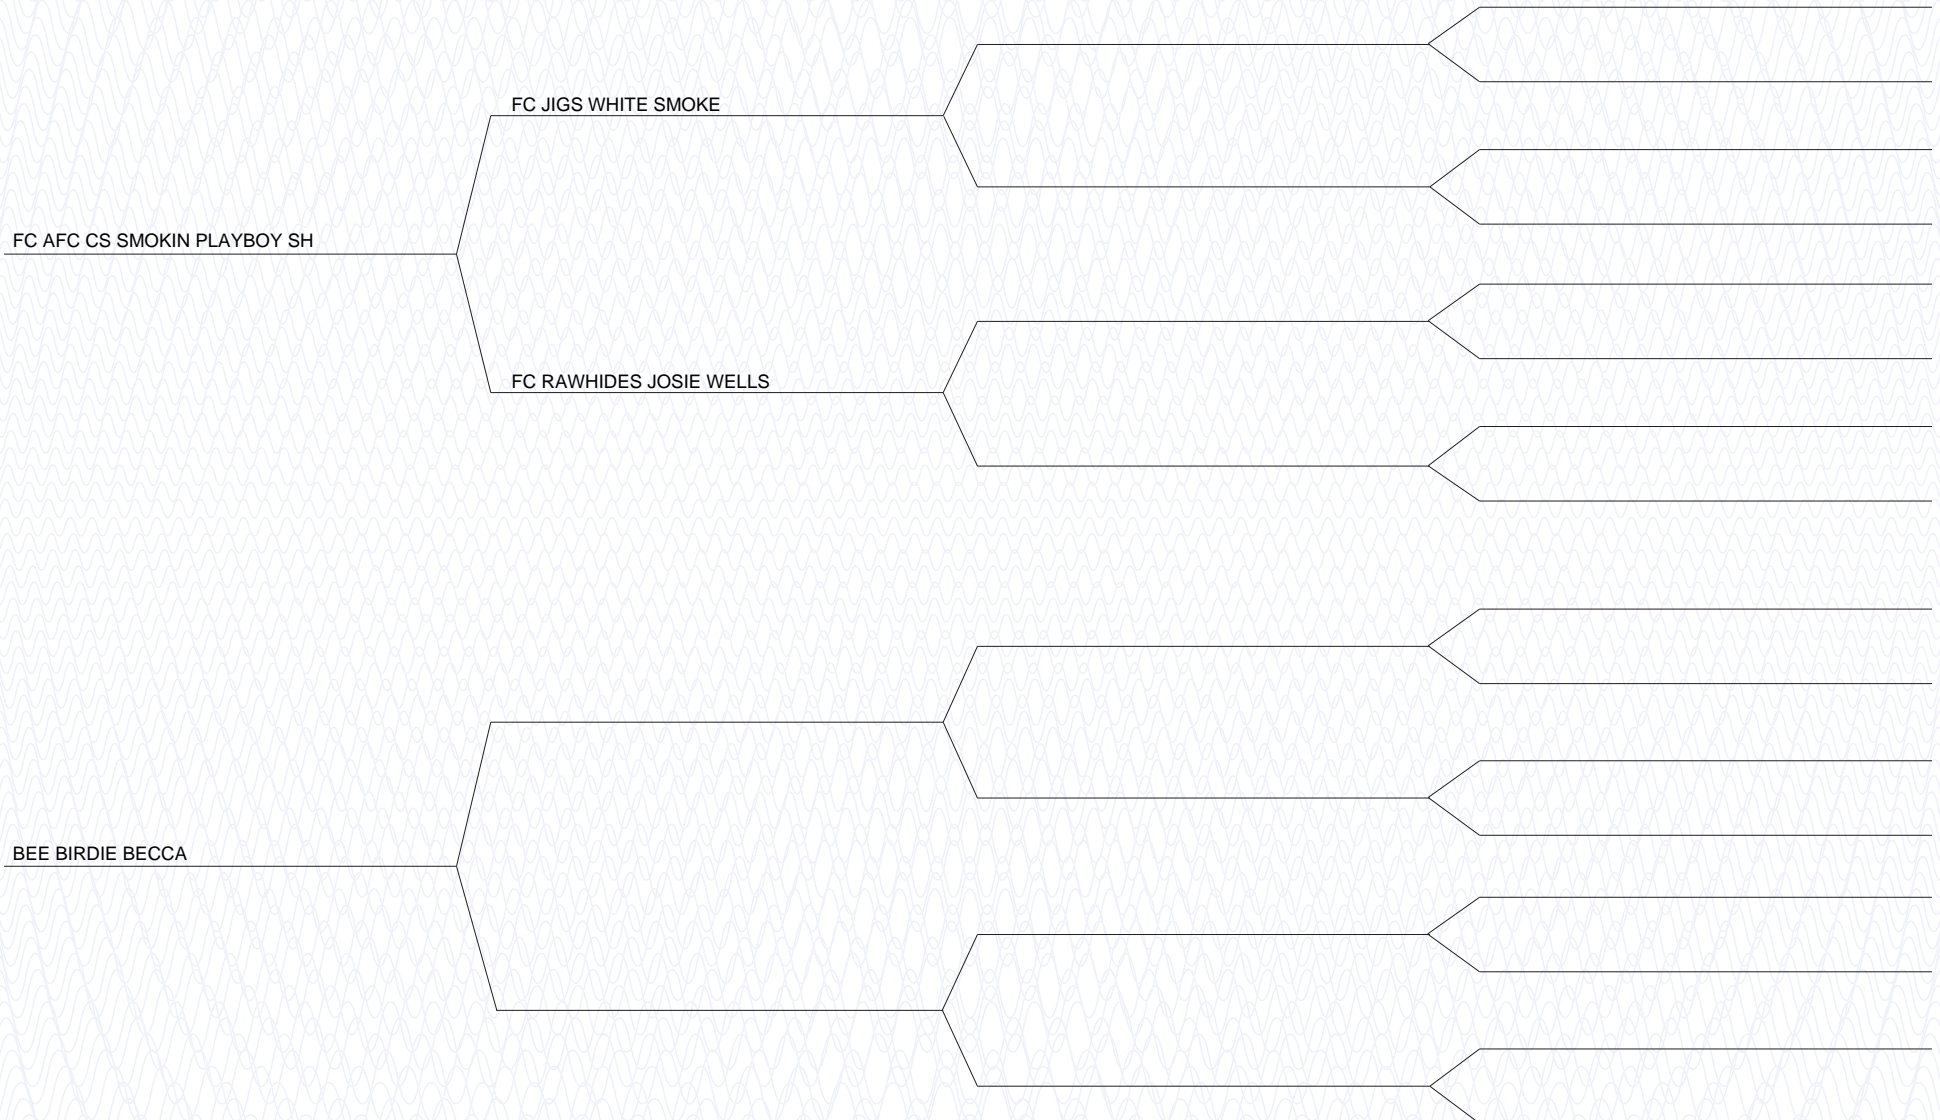 FC JIGS WHITE SMOKE
FC AFC CS SMOKIN PLAYBOY SH
FC RAWHIDES JOSIE WELLS
BEE BIRDIE BECCA